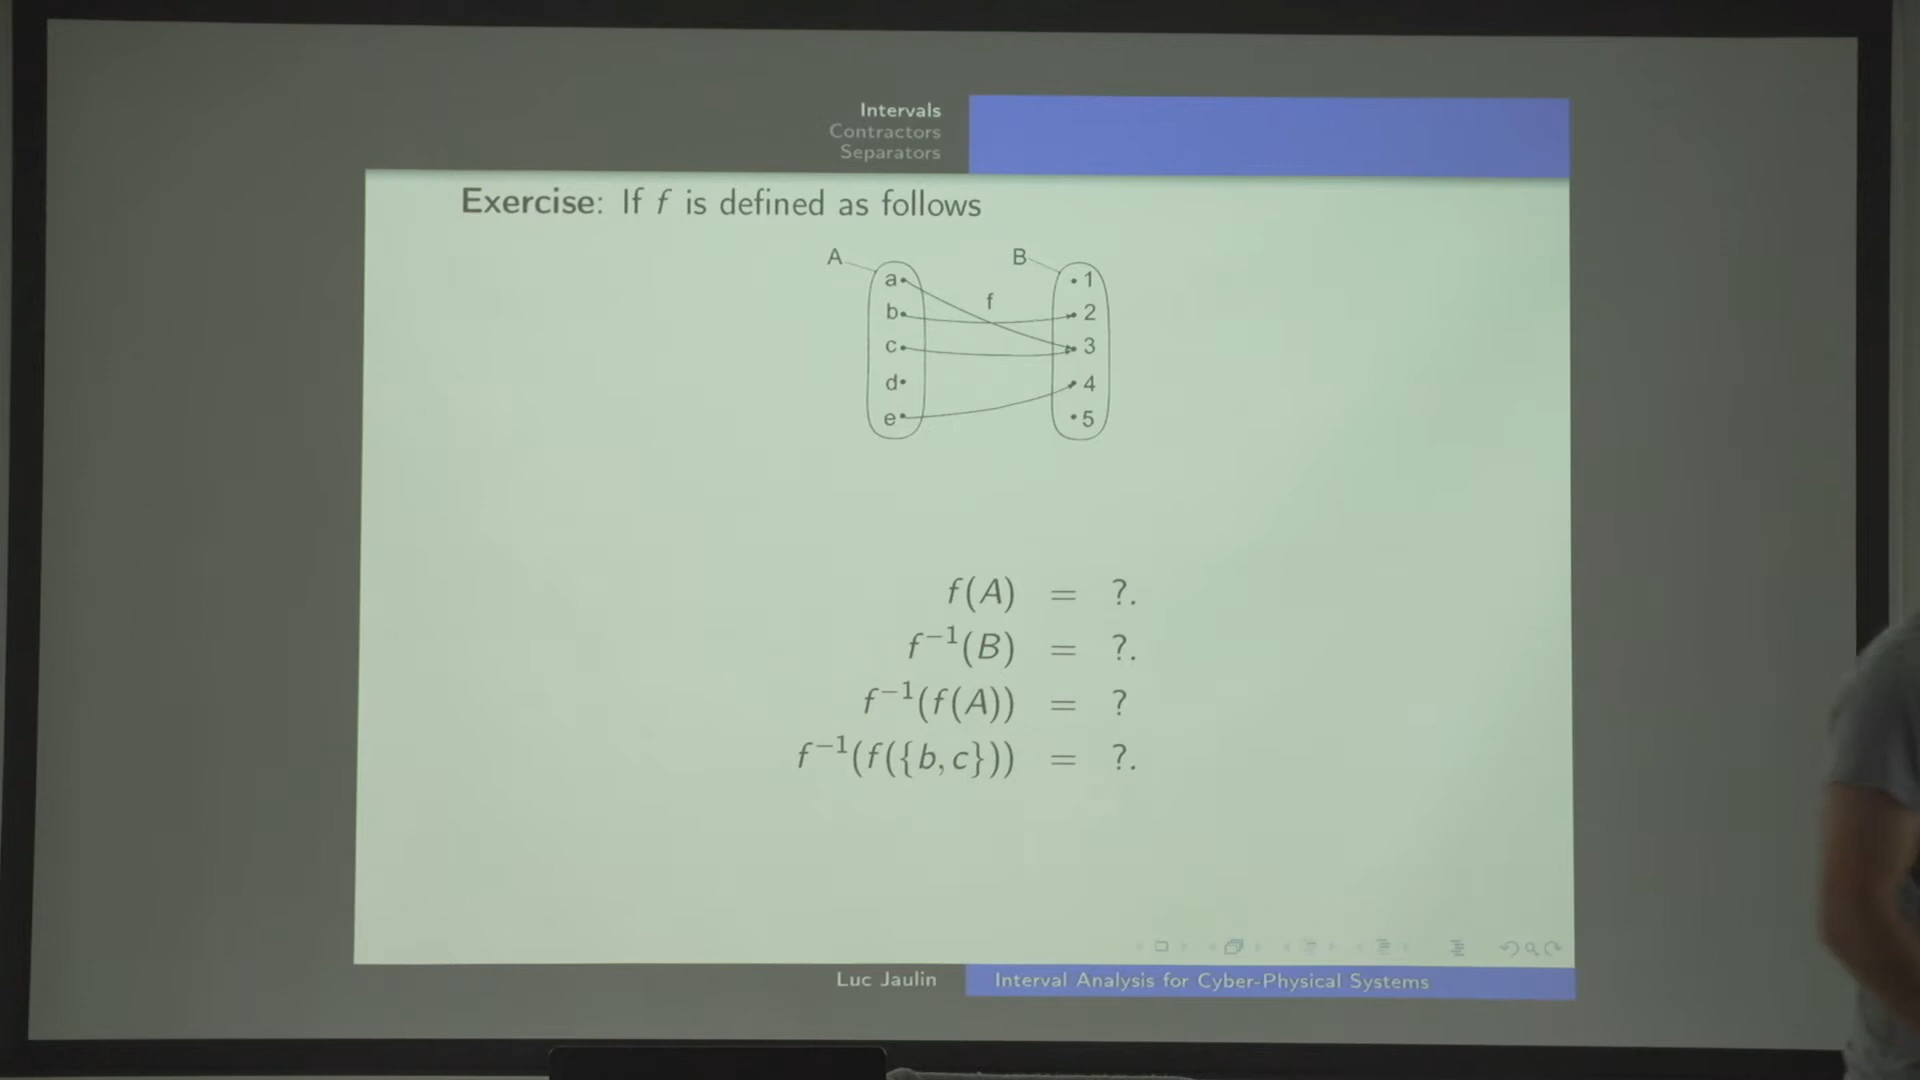 Intervals
Contractors
Separators
Exercise: If f is defined as follows
A B
a 1
f
b 2
c 3
d 4
e 5
f(A) = ?.
f⁻¹(B) = ?.
f⁻¹(f(A)) = ?
f⁻¹(f({b, c})) = ?.
Luc Jaulin Interval Analysis for Cyber-Physical Systems